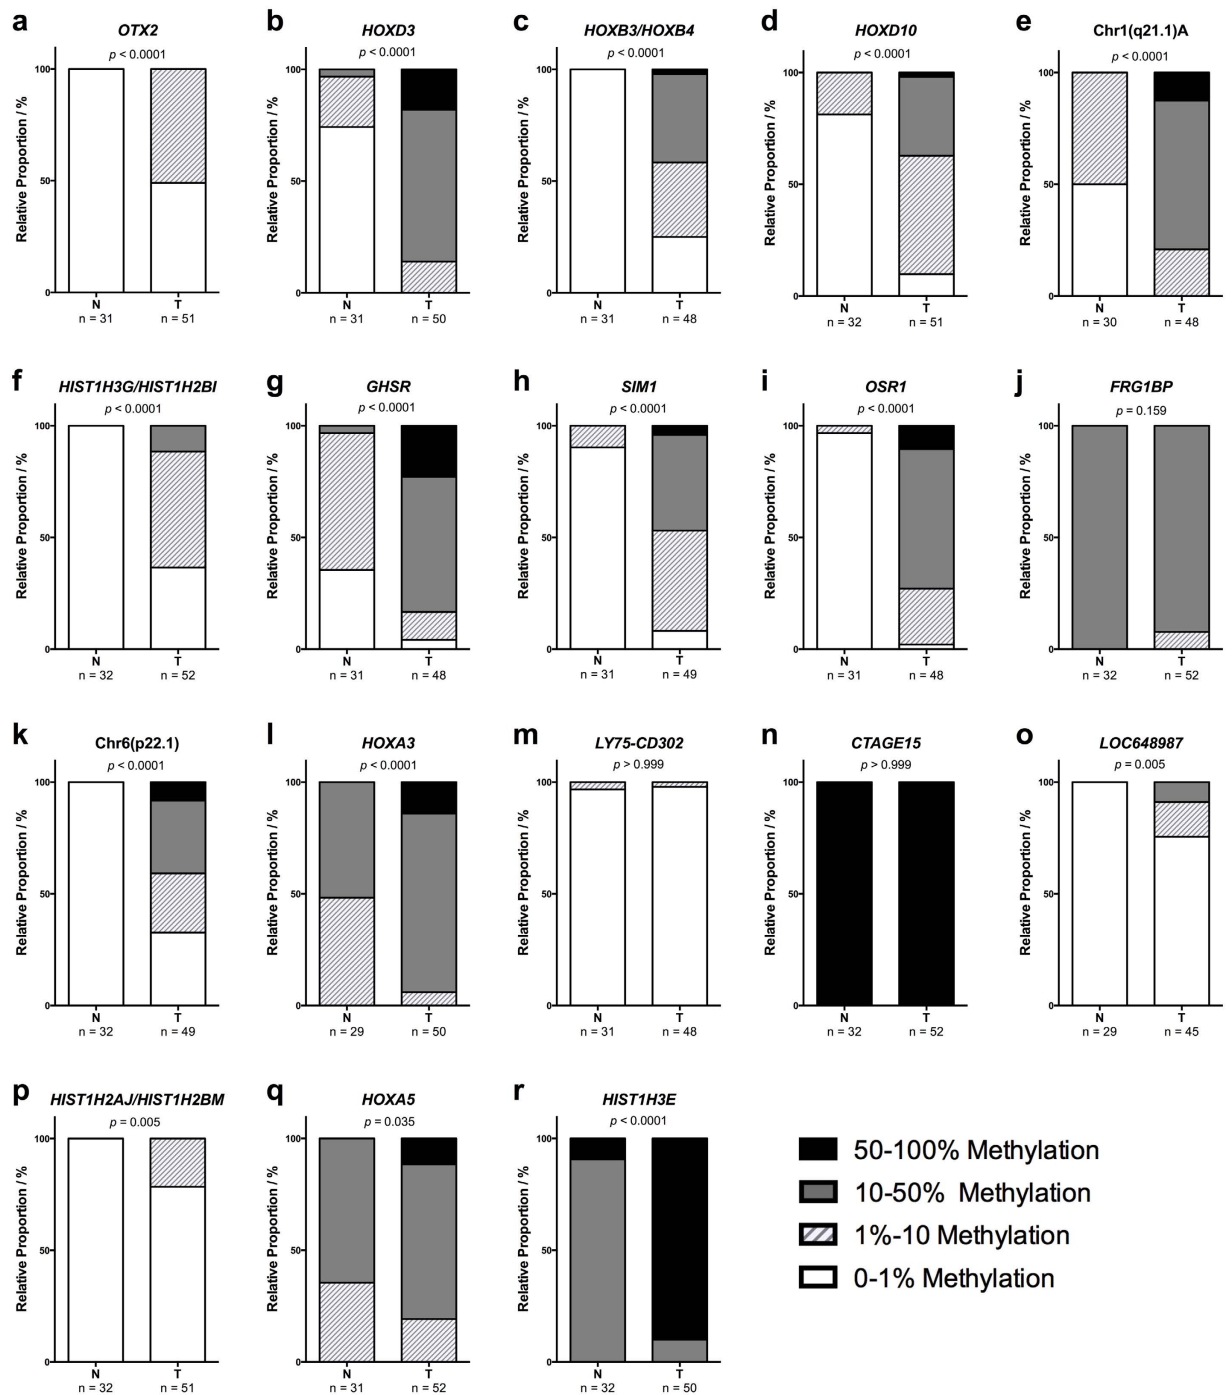 a
OTX2
p < 0.0001
Relative Proportion / %
100
50
0
N
T
n = 31
n = 51
b
HOXD3
p < 0.0001
Relative Proportion / %
100
50
0
N
T
n = 31
n = 50
c
HOXB3/HOXB4
p < 0.0001
Relative Proportion / %
100
50
0
N
T
n = 31
n = 48
d
HOXD10
p < 0.0001
Relative Proportion / %
100
50
0
N
T
n = 32
n = 51
e
Chr1(q21.1)A
p < 0.0001
Relative Proportion / %
100
50
0
N
T
n = 30
n = 48
f
HIST1H3G/HIST1H2BI
p < 0.0001
Relative Proportion / %
100
50
0
N
T
n = 32
n = 52
g
GHSR
p < 0.0001
Relative Proportion / %
100
50
0
N
T
n = 31
n = 48
h
SIM1
p < 0.0001
Relative Proportion / %
100
50
0
N
T
n = 31
n = 49
i
OSR1
p < 0.0001
Relative Proportion / %
100
50
0
N
T
n = 31
n = 48
j
FRG1BP
p = 0.159
Relative Proportion / %
100
50
0
N
T
n = 32
n = 52
k
Chr6(p22.1)
p < 0.0001
Relative Proportion / %
100
50
0
N
T
n = 32
n = 49
l
HOXA3
p < 0.0001
Relative Proportion / %
100
50
0
N
T
n = 29
n = 50
m
LY75-CD302
p > 0.999
Relative Proportion / %
100
50
0
N
T
n = 31
n = 48
n
CTAGE15
p > 0.999
Relative Proportion / %
100
50
0
N
T
n = 32
n = 52
o
LOC648987
p = 0.005
Relative Proportion / %
100
50
0
N
T
n = 29
n = 45
p
HIST1H2AJ/HIST1H2BM
p = 0.005
Relative Proportion / %
100
50
0
N
T
n = 32
n = 51
q
HOXA5
p = 0.035
Relative Proportion / %
100
50
0
N
T
n = 31
n = 52
r
HIST1H3E
p < 0.0001
Relative Proportion / %
100
50
0
N
T
n = 32
n = 50
50-100% Methylation
10-50% Methylation
1%-10 Methylation
0-1% Methylation